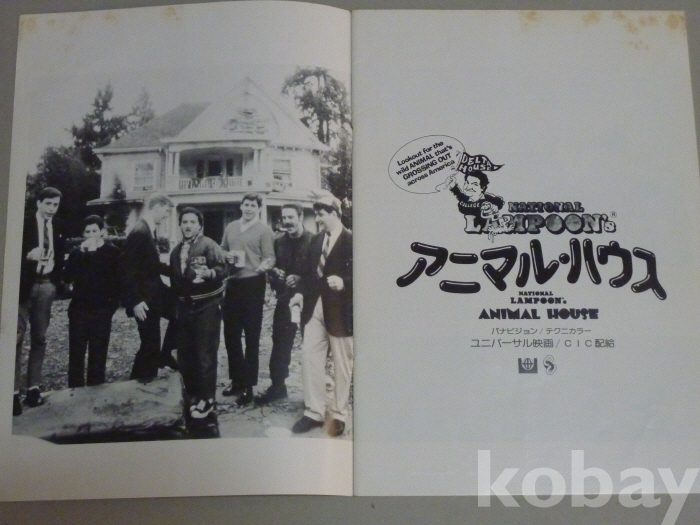 Lookout for the
wild ANIMAL that's
GROSSING OUT
across America
DELTA
HOUSE
COLLEGE
NATIONAL
LAMPOON's®
アニマル・ハウス
NATIONAL
LAMPOON's
ANIMAL HOUSE
パナビジョン/テクニカラー
ユニバーサル映画/CIC配給
kobay